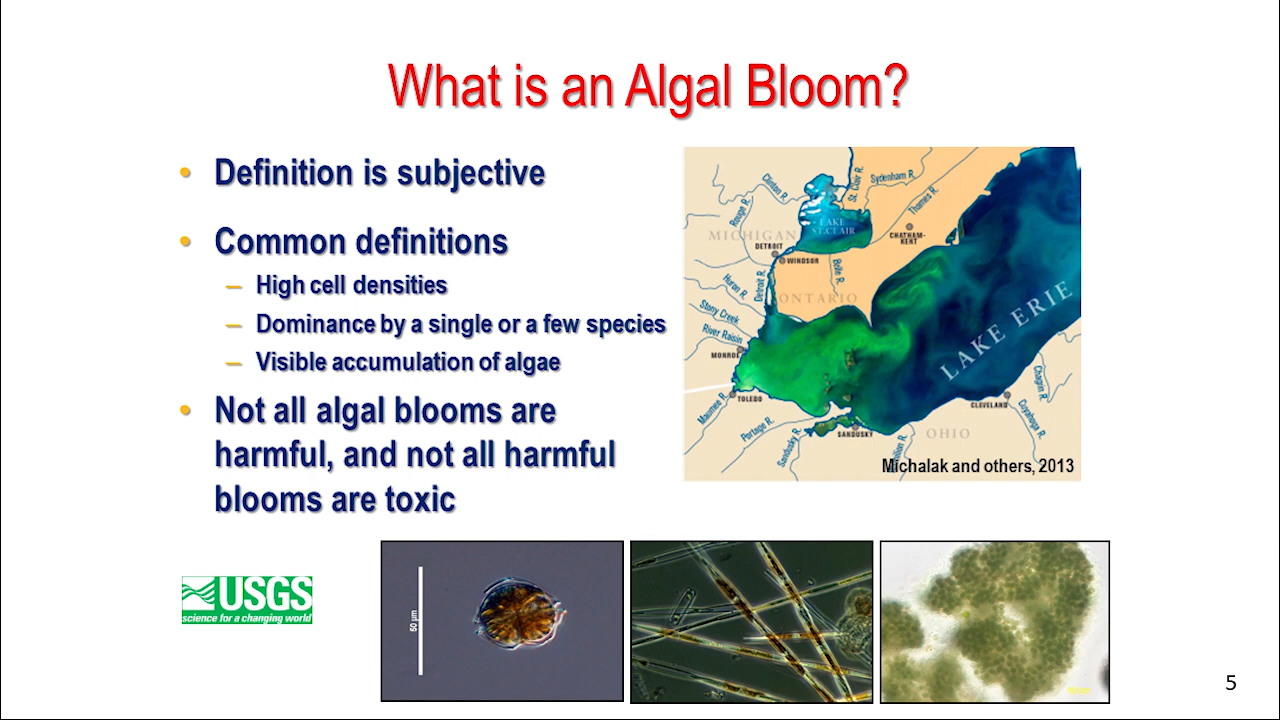 What is an Algal Bloom?
• Definition is subjective
• Common definitions
– High cell densities
– Dominance by a single or a few species
– Visible accumulation of algae
• Not all algal blooms are
harmful, and not all harmful
blooms are toxic
Clinton R.
St. Clair R.
Sydenham R.
Thames R.
Rouge R.
LAKE
ST. CLAIR
MICHIGAN
DETROIT
WINDSOR
CHATHAM-
KENT
Belle R.
Huron R.
Detroit R.
ONTARIO
Stony Creek
River Raisin
MONROE
LAKE ERIE
Maumee R.
TOLEDO
Portage R.
Sandusky R.
SANDUSKY
CLEVELAND
Chagrin R.
Cuyahoga R.
OHIO
Michalak and others, 2013
USGS
science for a changing world
50 µm
5